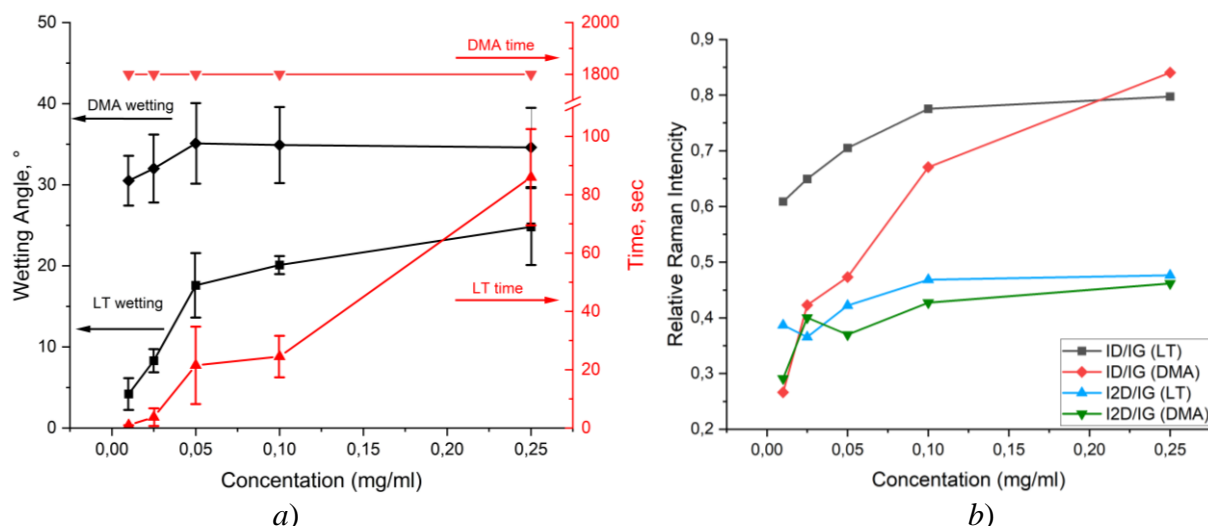 50
40
30
20
10
0
Wetting Angle, °
0,00
0,05
0,10
0,15
0,20
0,25
Concentation (mg/ml)
2000
1800
100
80
60
40
20
0
Time, sec
DMA time
DMA wetting
LT wetting
LT time
a)
0,9
0,8
0,7
0,6
0,5
0,4
0,3
0,2
Relative Raman Intencity
0,00
0,05
0,10
0,15
0,20
0,25
Concentation (mg/ml)
ID/IG (LT)
ID/IG (DMA)
I2D/IG (LT)
I2D/IG (DMA)
b)